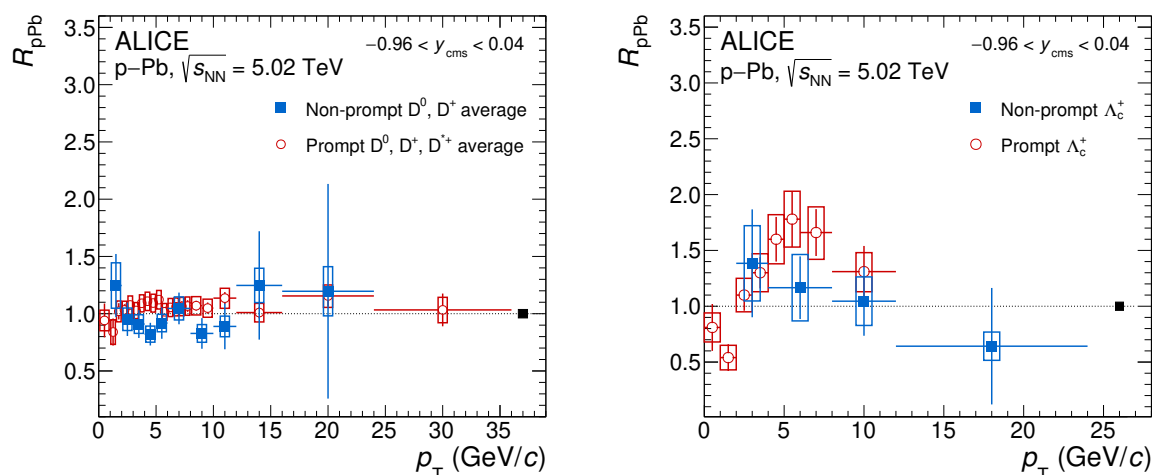 ALICE
−0.96 < y_cms < 0.04
p−Pb, √s_NN = 5.02 TeV
Non-prompt D⁰, D⁺ average
Prompt D⁰, D⁺, D*⁺ average
R_pPb
3.5
3.0
2.5
2.0
1.5
1.0
0.5
0 5 10 15 20 25 30 35
p_T (GeV/c)
ALICE
−0.96 < y_cms < 0.04
p−Pb, √s_NN = 5.02 TeV
Non-prompt Λ_c⁺
Prompt Λ_c⁺
R_pPb
3.5
3.0
2.5
2.0
1.5
1.0
0.5
0 5 10 15 20 25
p_T (GeV/c)